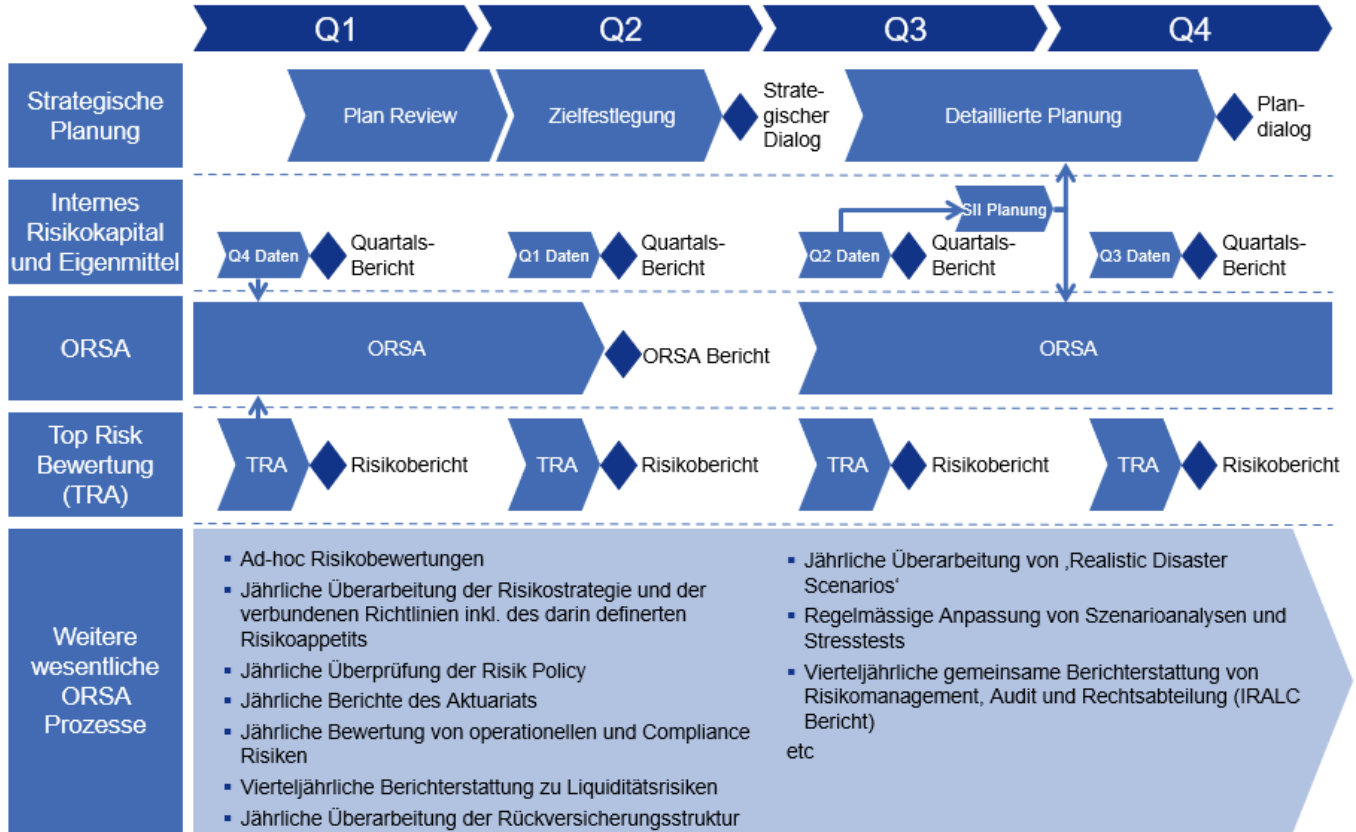 Q1
Q2
Q3
Q4
Strategische
Planung
Plan Review
Zielfestlegung
Strate-
gischer
Dialog
Detaillierte Planung
Plan-
dialog
Internes
Risikokapital
und Eigenmittel
Q4 Daten
Quartals-
Bericht
Q1 Daten
Quartals-
Bericht
Q2 Daten
Quartals-
Bericht
SII Planung
Q3 Daten
Quartals-
Bericht
ORSA
ORSA
ORSA Bericht
ORSA
Top Risk
Bewertung
(TRA)
TRA
Risikobericht
TRA
Risikobericht
TRA
Risikobericht
TRA
Risikobericht
Weitere
wesentliche
ORSA
Prozesse
▪ Ad-hoc Risikobewertungen
▪ Jährliche Überarbeitung der Risikostrategie und der
verbundenen Richtlinien inkl. des darin definerten
Risikoappetits
▪ Jährliche Überprüfung der Risik Policy
▪ Jährliche Berichte des Aktuariats
▪ Jährliche Bewertung von operationellen und Compliance
Risiken
▪ Vierteljährliche Berichterstattung zu Liquiditätsrisiken
▪ Jährliche Überarbeitung der Rückversicherungsstruktur
▪ Jährliche Überarbeitung von ‚Realistic Disaster
Scenarios‘
▪ Regelmässige Anpassung von Szenarioanalysen und
Stresstests
▪ Vierteljährliche gemeinsame Berichterstattung von
Risikomanagement, Audit und Rechtsabteilung (IRALC
Bericht)
etc